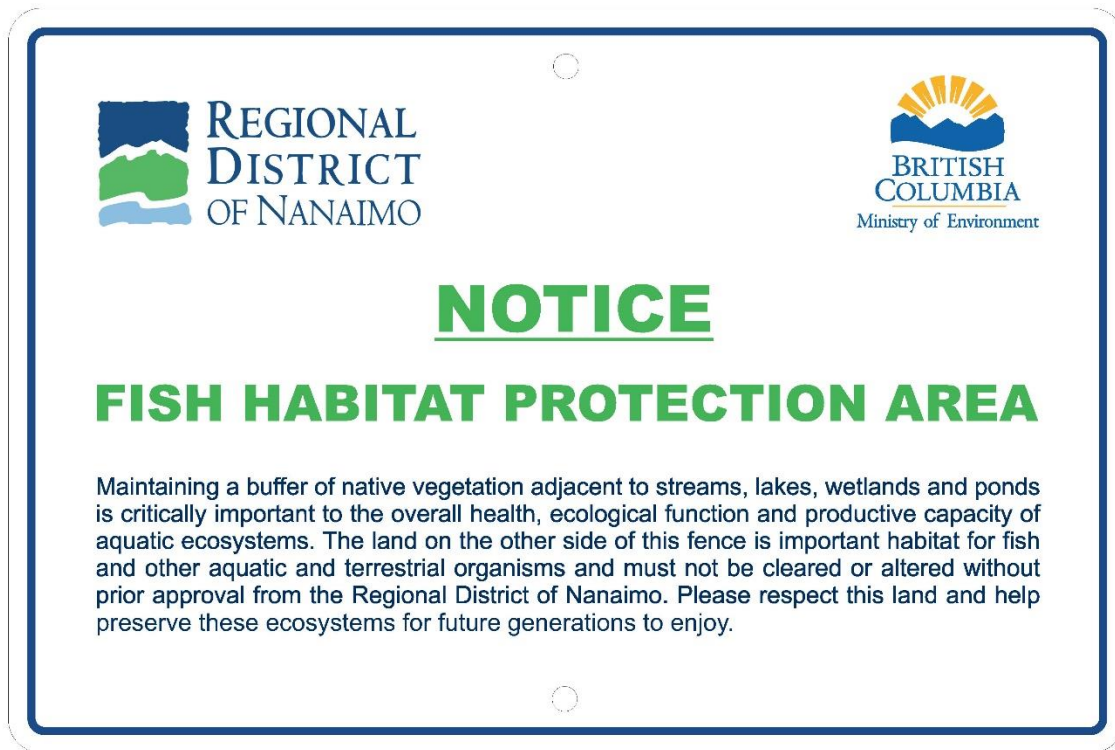 REGIONAL
DISTRICT
OF NANAIMO
BRITISH
COLUMBIA
Ministry of Environment
NOTICE
FISH HABITAT PROTECTION AREA
Maintaining a buffer of native vegetation adjacent to streams, lakes, wetlands and ponds
is critically important to the overall health, ecological function and productive capacity of
aquatic ecosystems. The land on the other side of this fence is important habitat for fish
and other aquatic and terrestrial organisms and must not be cleared or altered without
prior approval from the Regional District of Nanaimo. Please respect this land and help
preserve these ecosystems for future generations to enjoy.